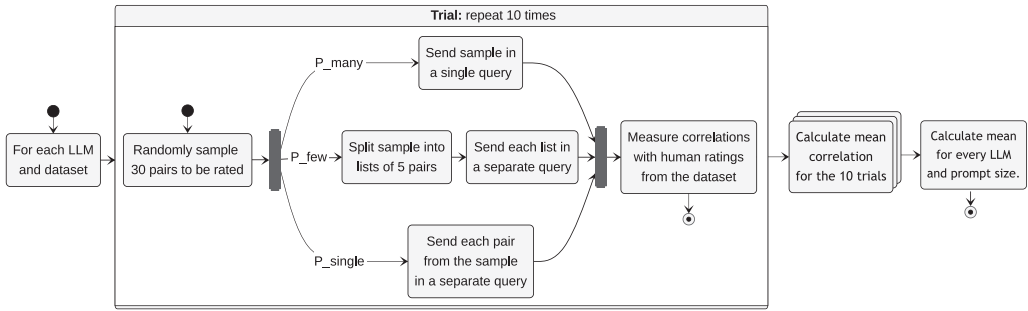 Trial: repeat 10 times
For each LLM
and dataset
Randomly sample
30 pairs to be rated
P_many
Send sample in
a single query
P_few
Split sample into
lists of 5 pairs
Send each list in
a separate query
P_single
Send each pair
from the sample
in a separate query
Measure correlations
with human ratings
from the dataset
Calculate mean
correlation
for the 10 trials
Calculate mean
for every LLM
and prompt size.